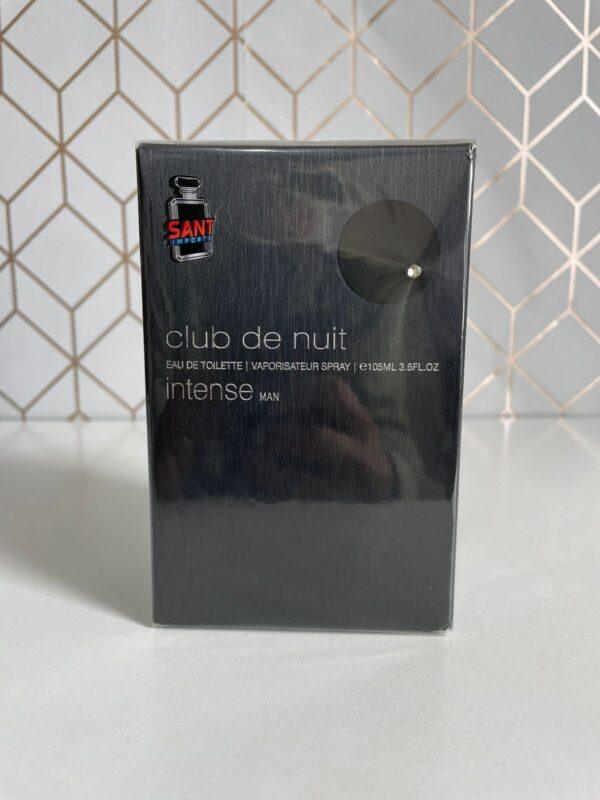 SANT
IMPORTS
club de nuit
EAU DE TOILETTE | VAPORISATEUR SPRAY | ℮105ML 3.6FL.OZ
intense MAN